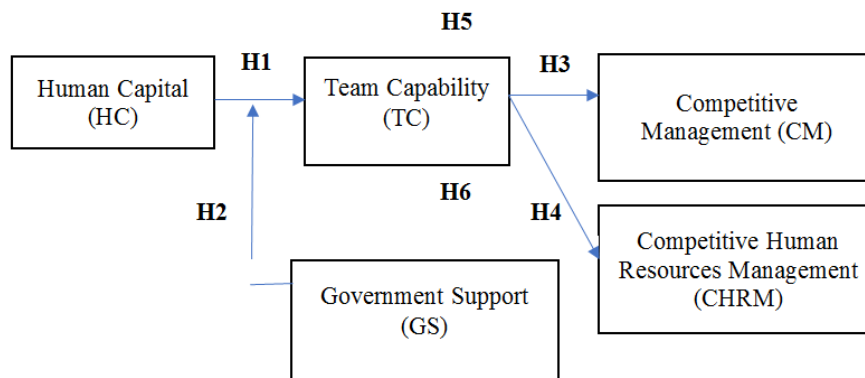 H5
H1
H3
Human Capital
(HC)
Team Capability
(TC)
Competitive
Management (CM)
H2
H6
H4
Competitive Human
Resources Management
(CHRM)
Government Support
(GS)